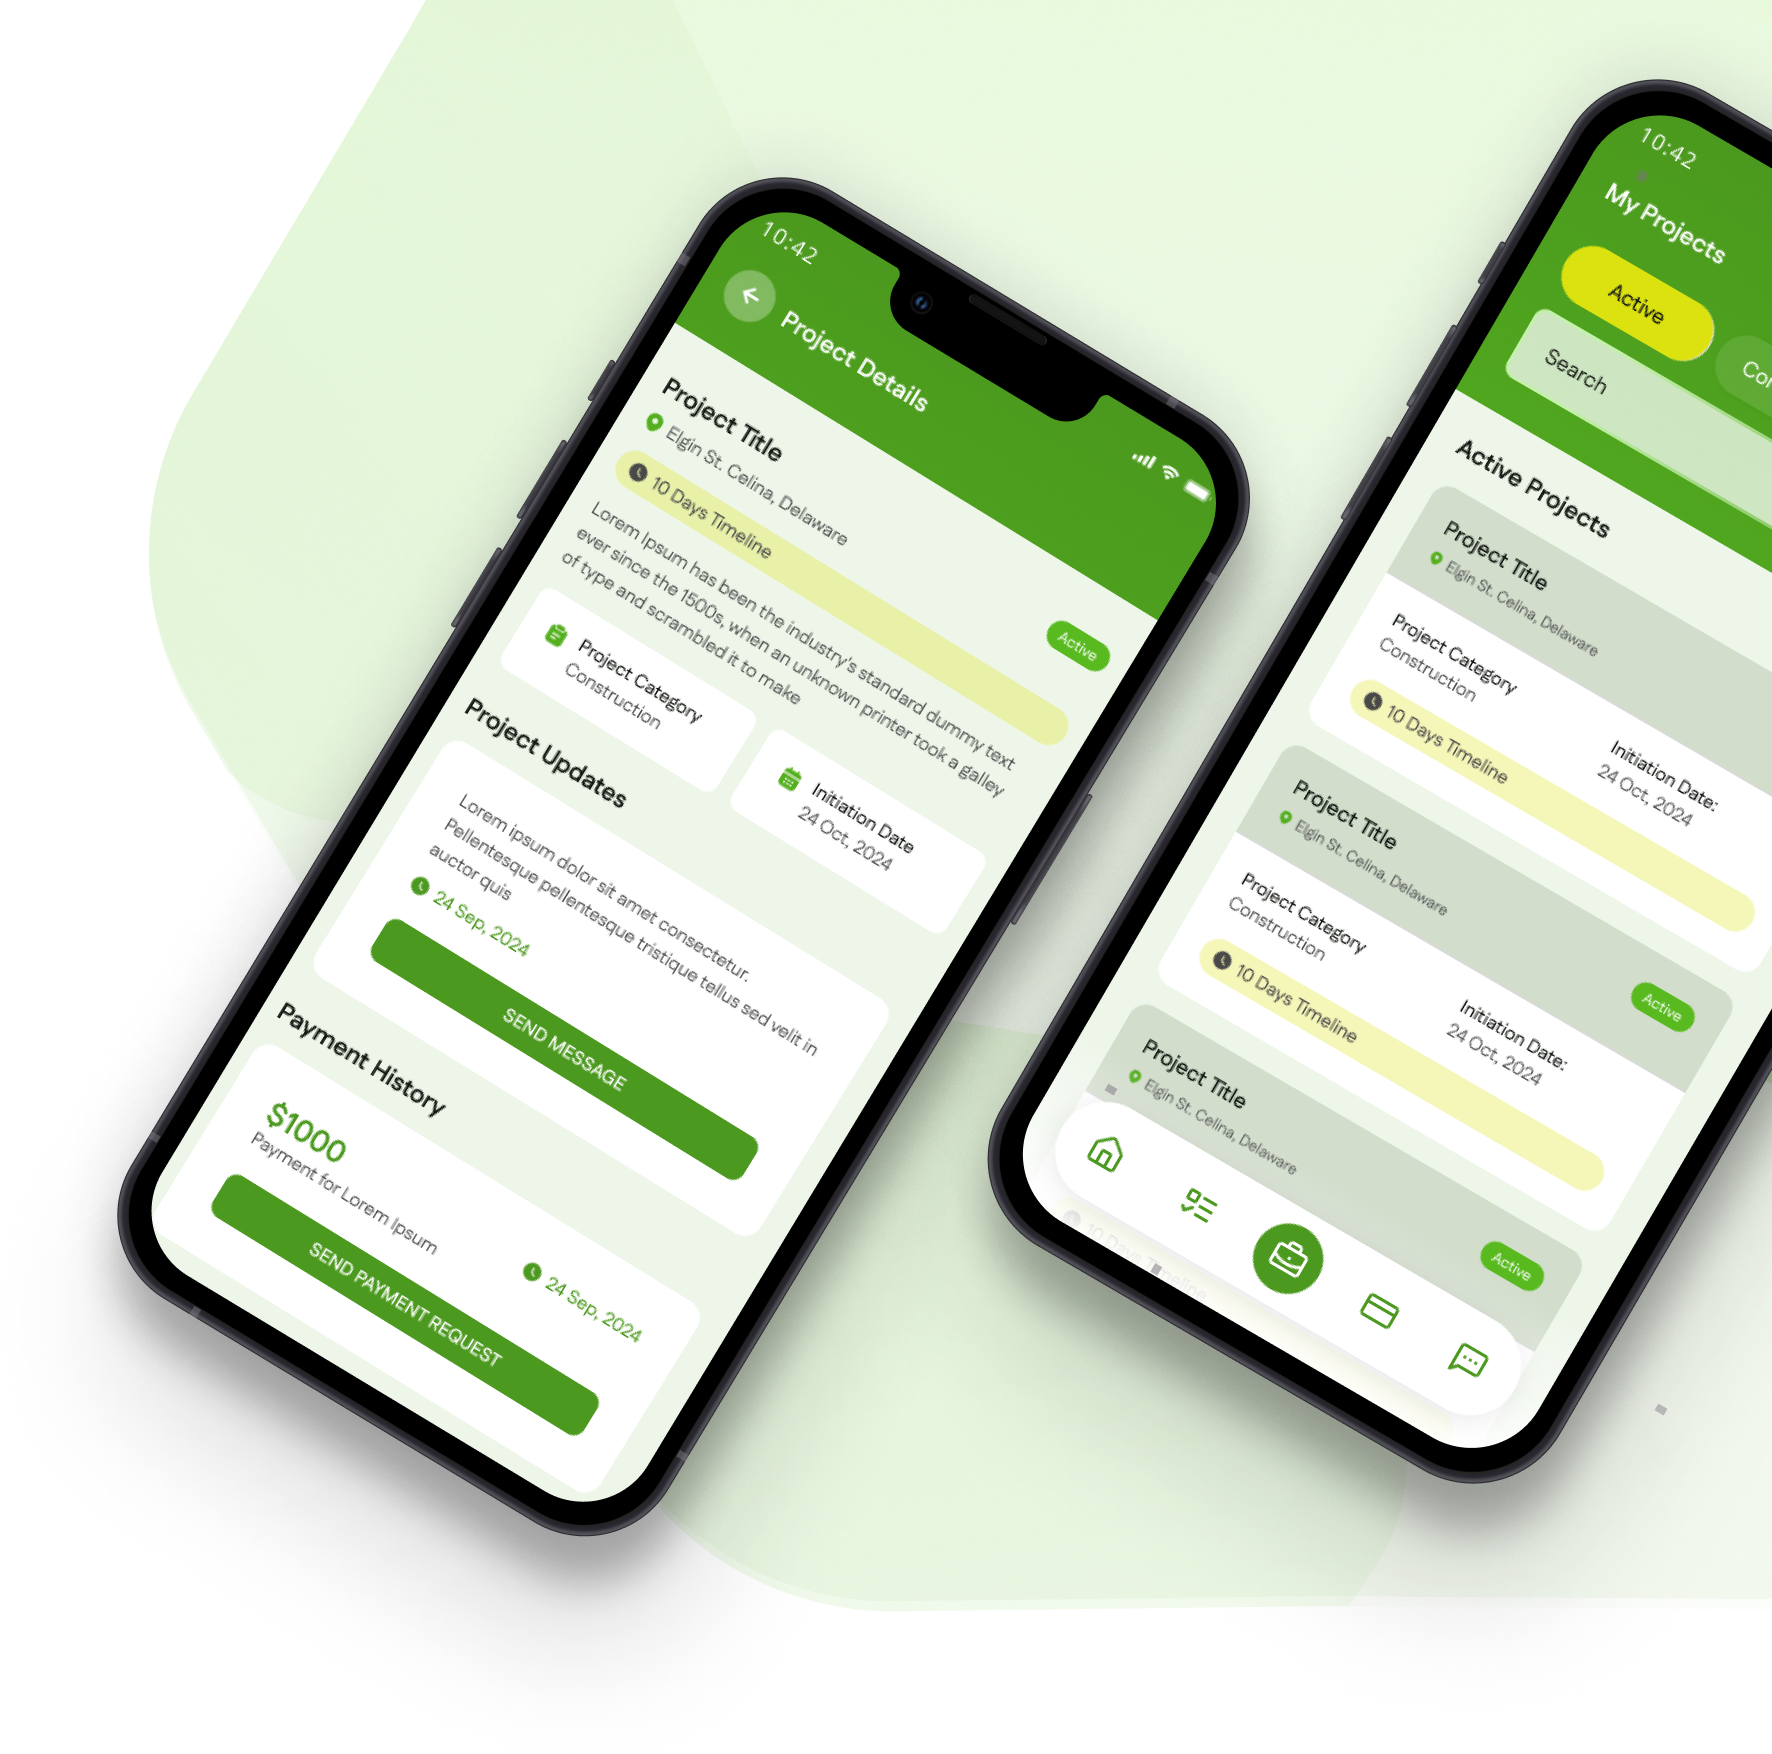 10:42
Project Details
Project Title
Elgin St. Celina, Delaware
Active
10 Days Timeline
Lorem Ipsum has been the industry's standard dummy text
ever since the 1500s, when an unknown printer took a galley
of type and scrambled it to make
Project Category
Construction
Initiation Date
24 Oct, 2024
Project Updates
Lorem ipsum dolor sit amet consectetur.
Pellentesque pellentesque tristique tellus sed velit in
auctor quis
24 Sep, 2024
SEND MESSAGE
Payment History
$1000
Payment for Lorem Ipsum
24 Sep, 2024
SEND PAYMENT REQUEST
10:42
My Projects
Active
Search
Active Projects
Project Title
Elgin St. Celina, Delaware
Project Category
Construction
Initiation Date:
24 Oct, 2024
10 Days Timeline
Project Title
Elgin St. Celina, Delaware
Active
Project Category
Construction
Initiation Date:
24 Oct, 2024
10 Days Timeline
Project Title
Elgin St. Celina, Delaware
Active
10 Days Timeline